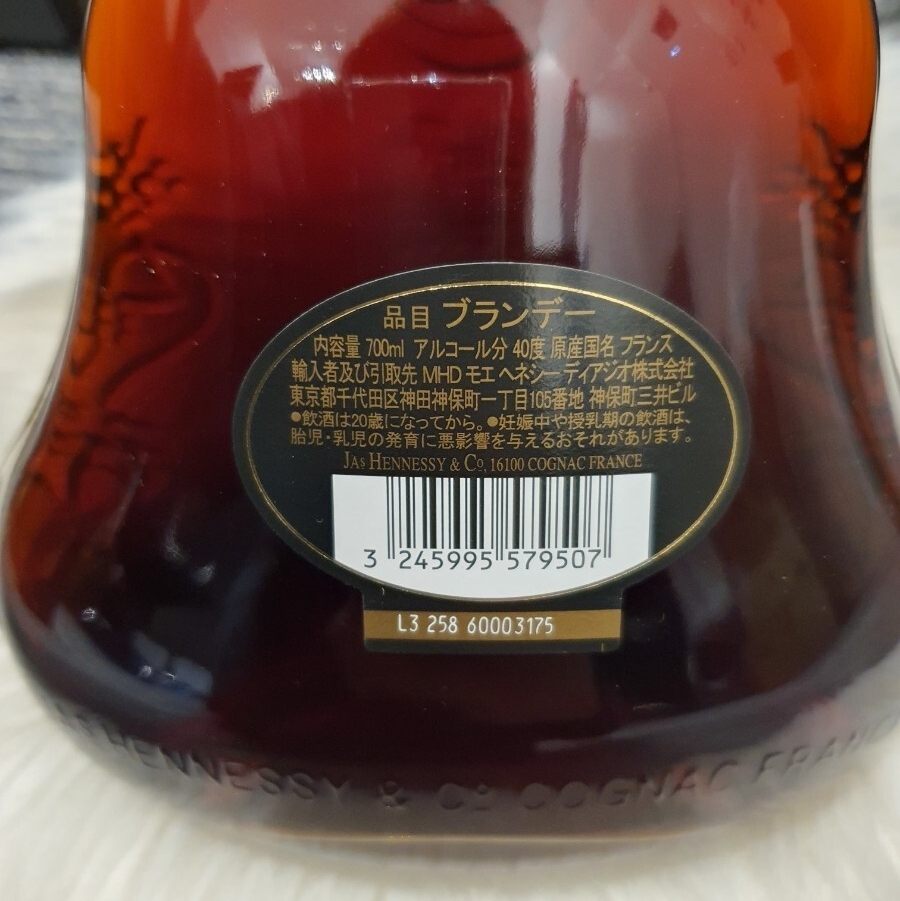 品目 ブランデー
内容量 700ml アルコール分 40度 原産国名 フランス
輸入者及び引取先 MHD モエ ヘネシー ディアジオ株式会社
東京都千代田区神田神保町一丁目105番地 神保町三井ビル
●飲酒は20歳になってから。●妊娠中や授乳期の飲酒は、
胎児・乳児の発育に悪影響を与えるおそれがあります。
JAS HENNESSY & Co, 16100 COGNAC FRANCE
3 245995 579507
L3 258 60003175
HENNESSY & Co COGNAC FRANCE